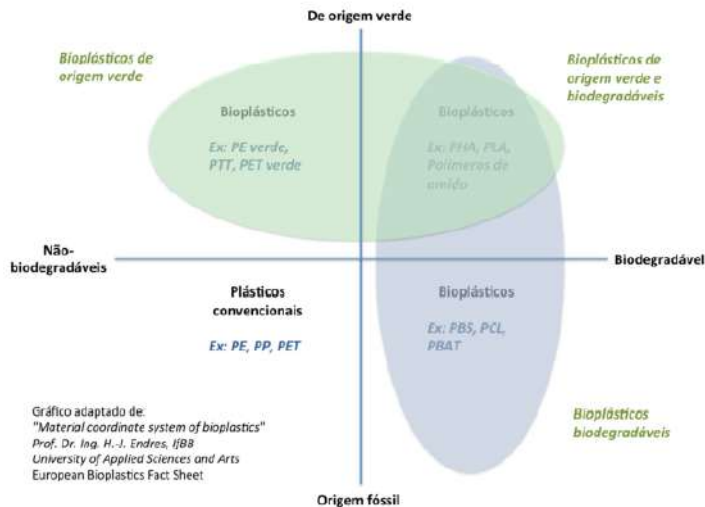 De origem verde
Bioplásticos de
origem verde
Bioplásticos de
origem verde e
biodegradáveis
Bioplásticos
Ex: PE verde,
PTT, PET verde
Bioplásticos
Ex: PHA, PLA,
Polímeros de
amido
Não-
biodegradáveis
Biodegradável
Plásticos
convencionais
Ex: PE, PP, PET
Bioplásticos
Ex: PBS, PCL,
PBAT
Bioplásticos
biodegradáveis
Gráfico adaptado de:
"Material coordinate system of bioplastics"
Prof. Dr. Ing. H.-J. Endres, IfBB
University of Applied Sciences and Arts
European Bioplastics Fact Sheet
Origem fóssil